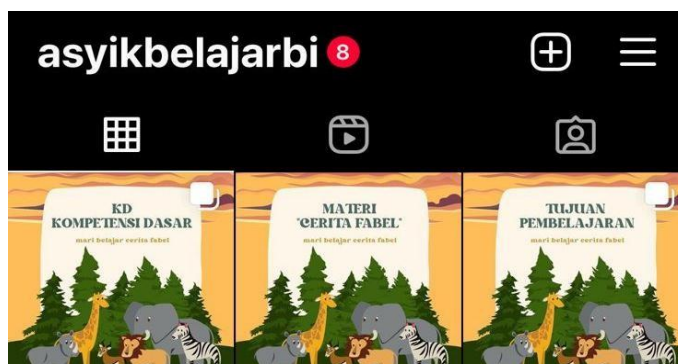 asyikbelajarbi 8
KD
KOMPETENSI DASAR
mari belajar cerita fabel
MATERI
"CERITA FABEL"
mari belajar cerita fabel
TUJUAN
PEMBELAJARAN
mari belajar cerita fabel